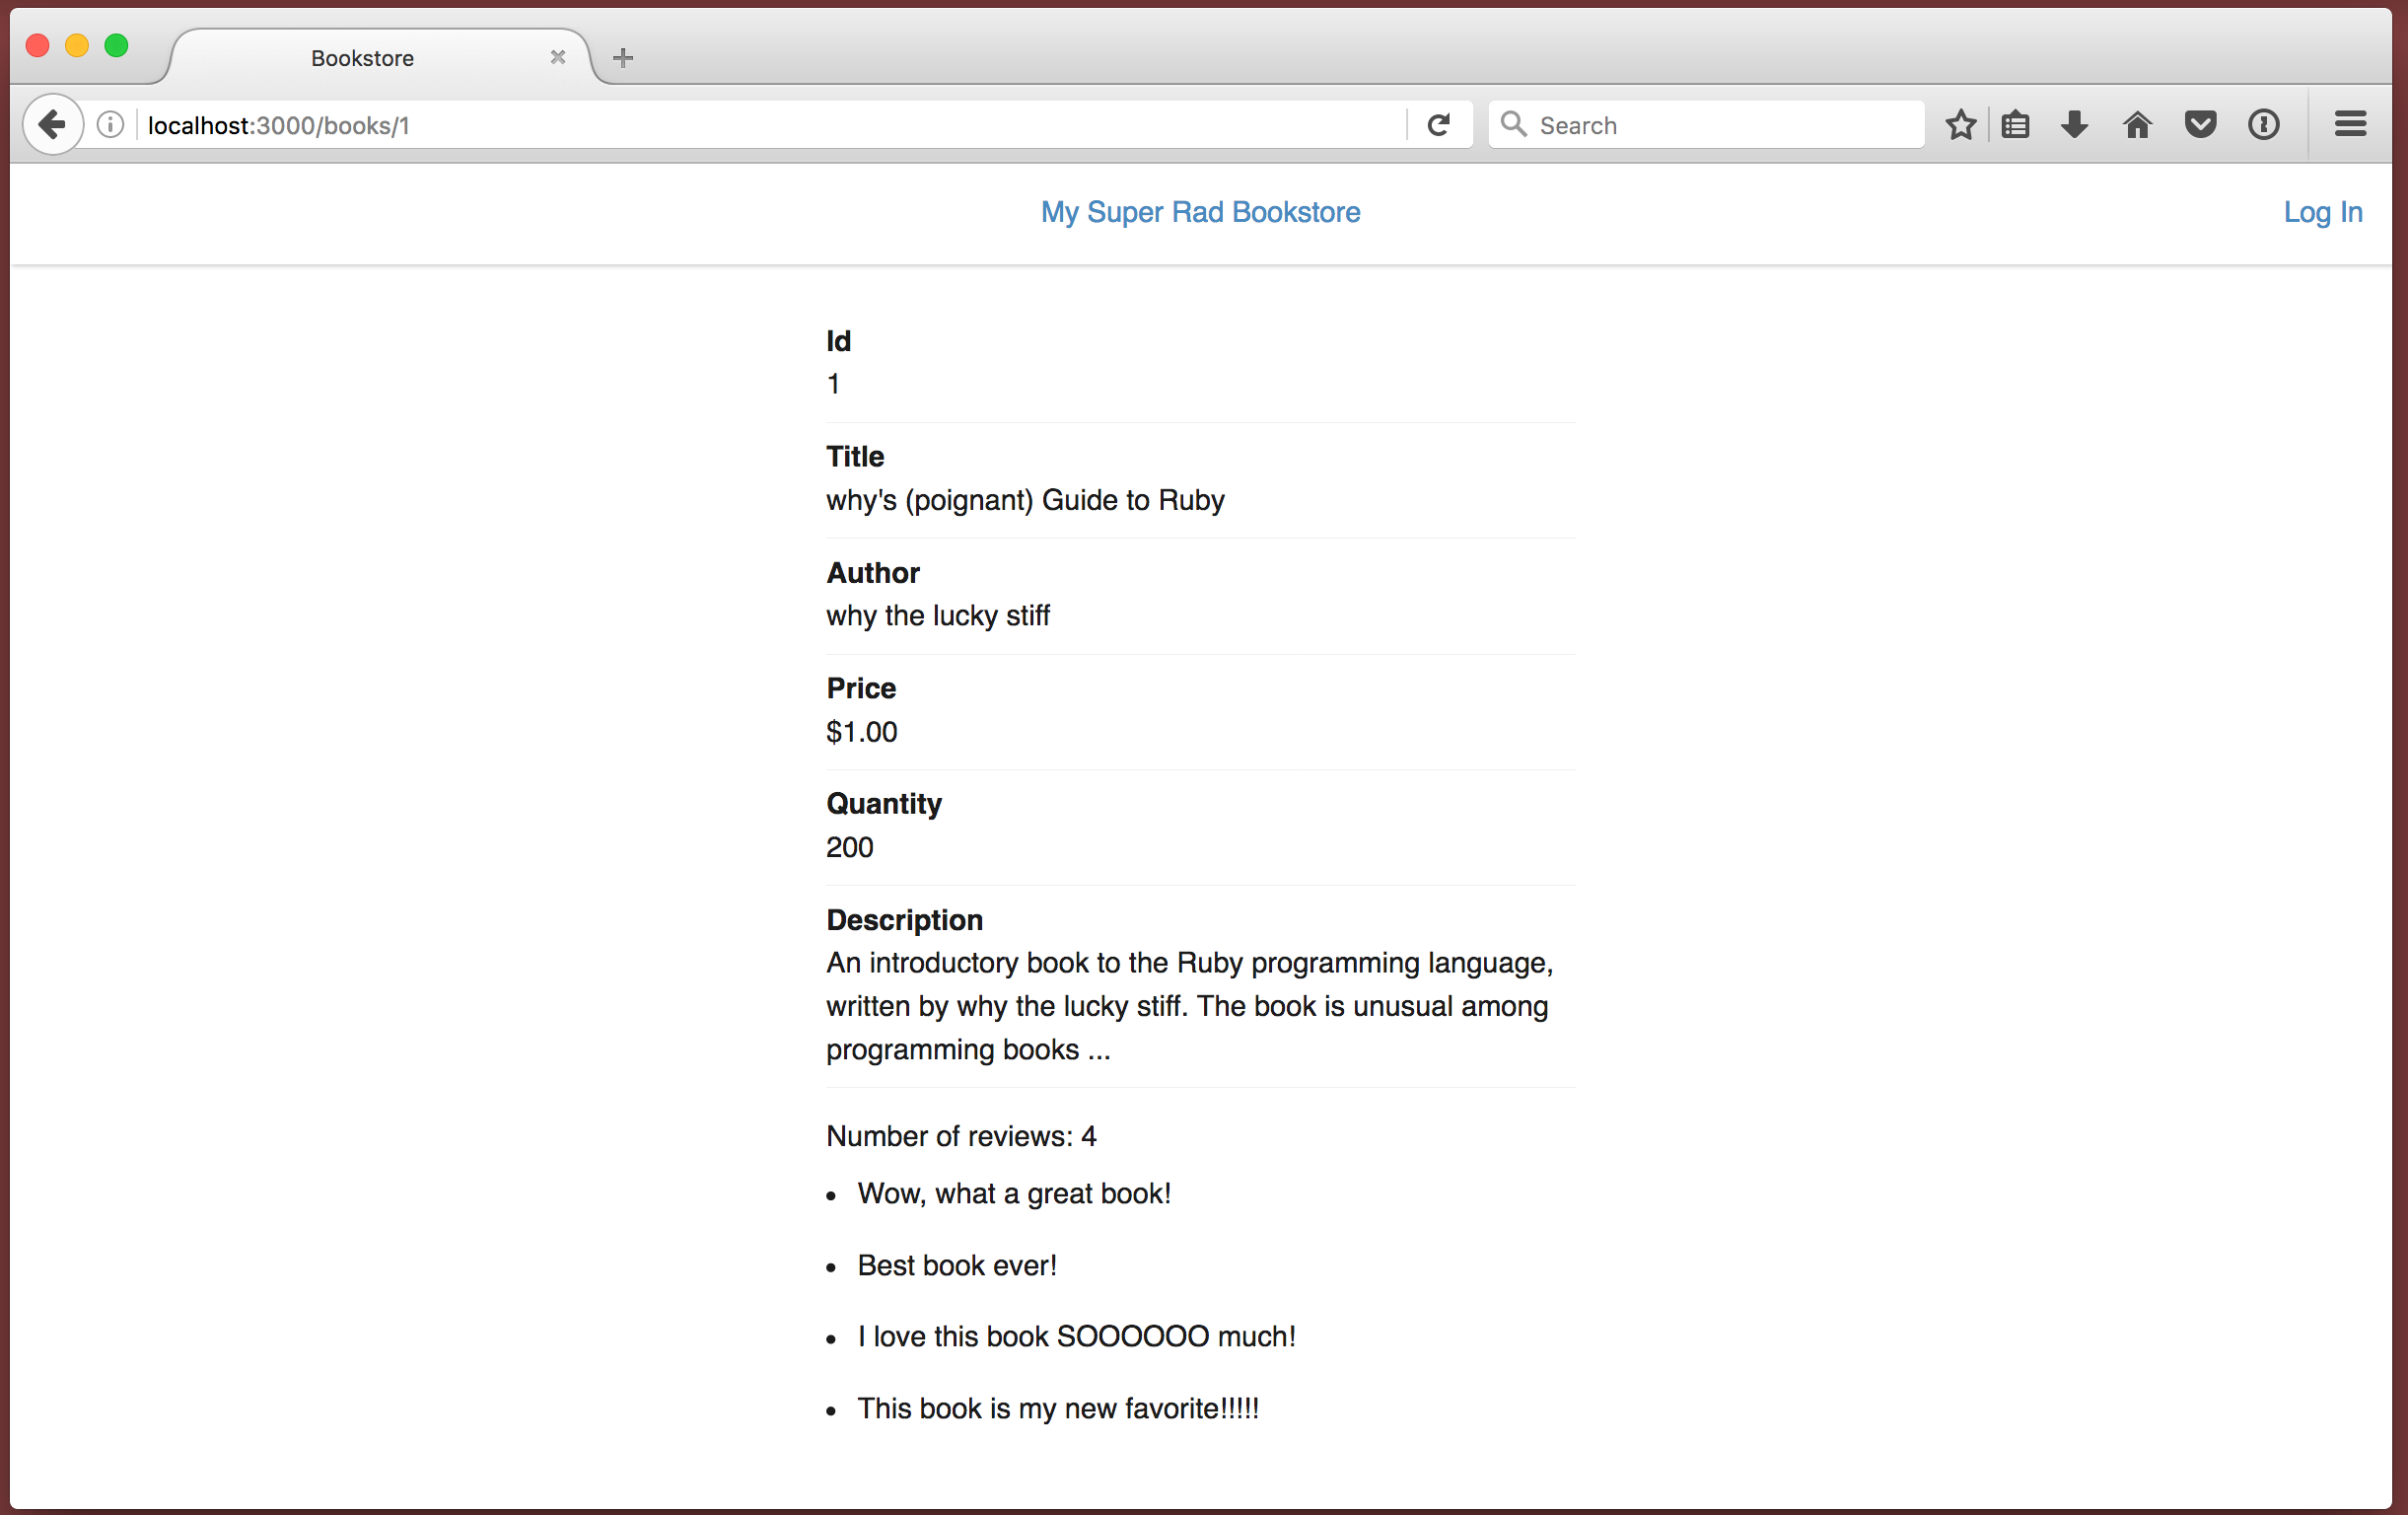 Bookstore
localhost:3000/books/1
Search
My Super Rad Bookstore
Log In
Id
1
Title
why's (poignant) Guide to Ruby
Author
why the lucky stiff
Price
$1.00
Quantity
200
Description
An introductory book to the Ruby programming language,
written by why the lucky stiff. The book is unusual among
programming books ...
Number of reviews: 4
• Wow, what a great book!
• Best book ever!
• I love this book SOOOOOO much!
• This book is my new favorite!!!!!